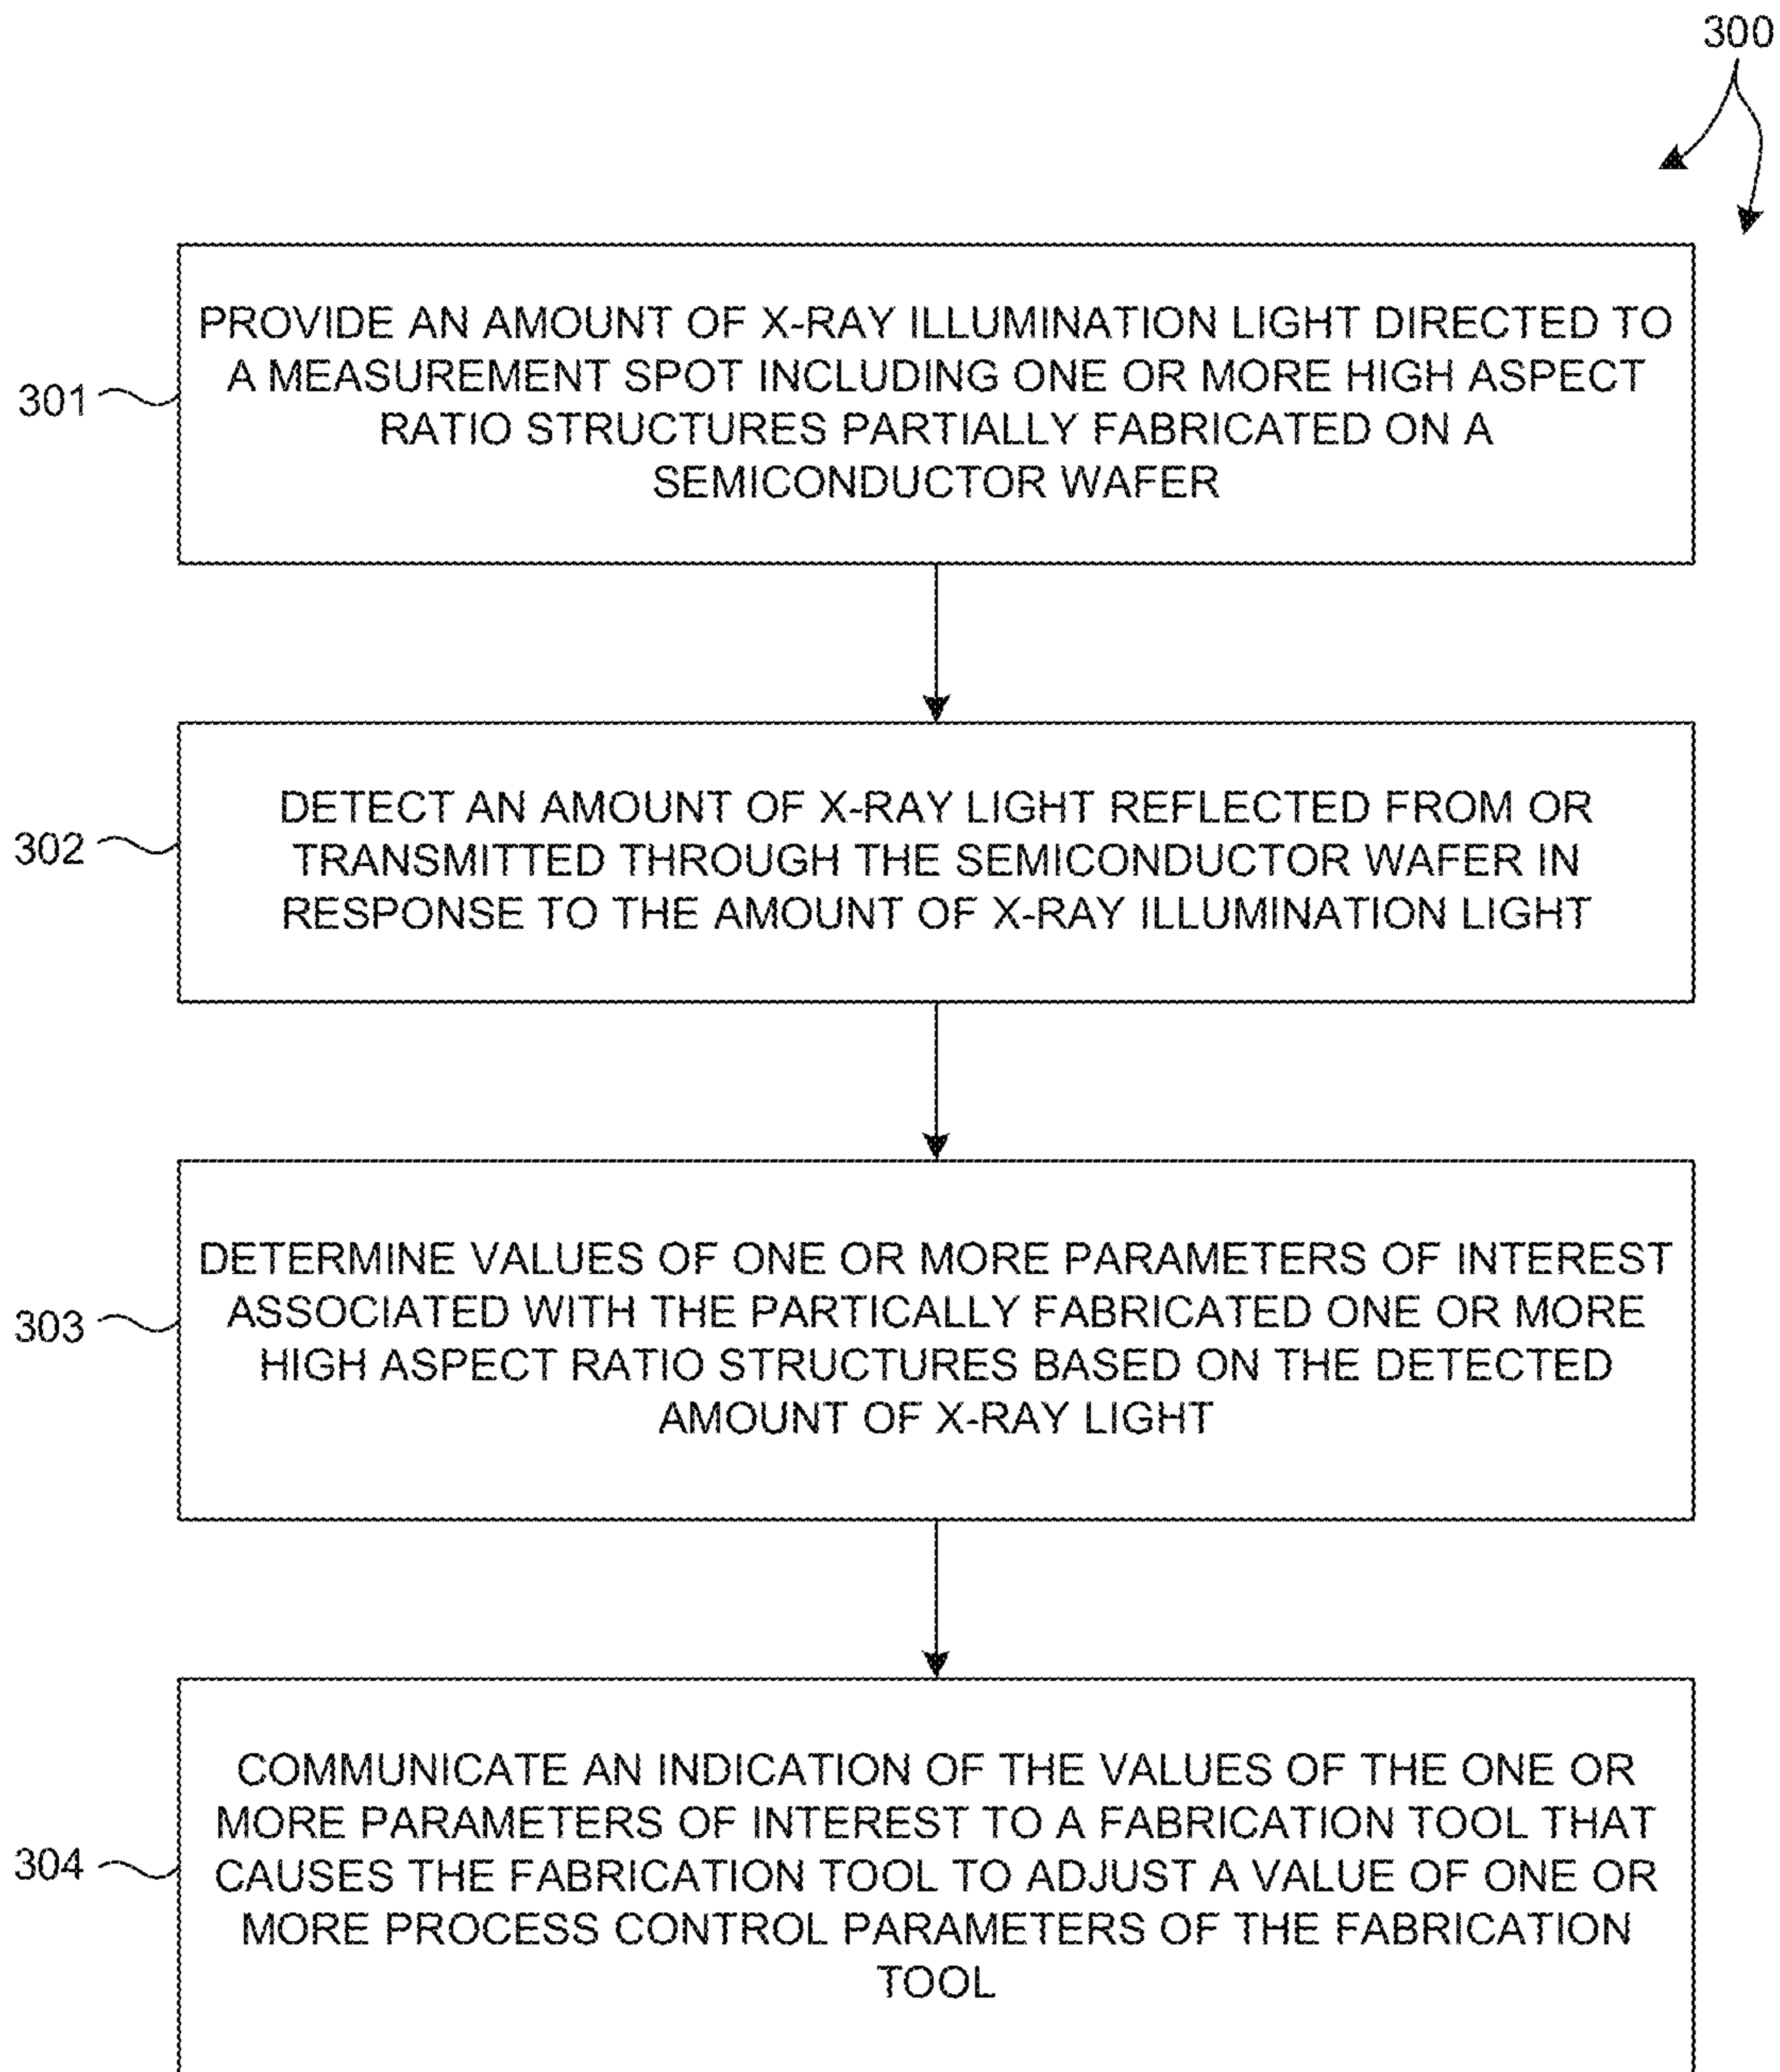 300
301
PROVIDE AN AMOUNT OF X-RAY ILLUMINATION LIGHT DIRECTED TO
A MEASUREMENT SPOT INCLUDING ONE OR MORE HIGH ASPECT
RATIO STRUCTURES PARTIALLY FABRICATED ON A
SEMICONDUCTOR WAFER
302
DETECT AN AMOUNT OF X-RAY LIGHT REFLECTED FROM OR
TRANSMITTED THROUGH THE SEMICONDUCTOR WAFER IN
RESPONSE TO THE AMOUNT OF X-RAY ILLUMINATION LIGHT
303
DETERMINE VALUES OF ONE OR MORE PARAMETERS OF INTEREST
ASSOCIATED WITH THE PARTICALLY FABRICATED ONE OR MORE
HIGH ASPECT RATIO STRUCTURES BASED ON THE DETECTED
AMOUNT OF X-RAY LIGHT
304
COMMUNICATE AN INDICATION OF THE VALUES OF THE ONE OR
MORE PARAMETERS OF INTEREST TO A FABRICATION TOOL THAT
CAUSES THE FABRICATION TOOL TO ADJUST A VALUE OF ONE OR
MORE PROCESS CONTROL PARAMETERS OF THE FABRICATION
TOOL